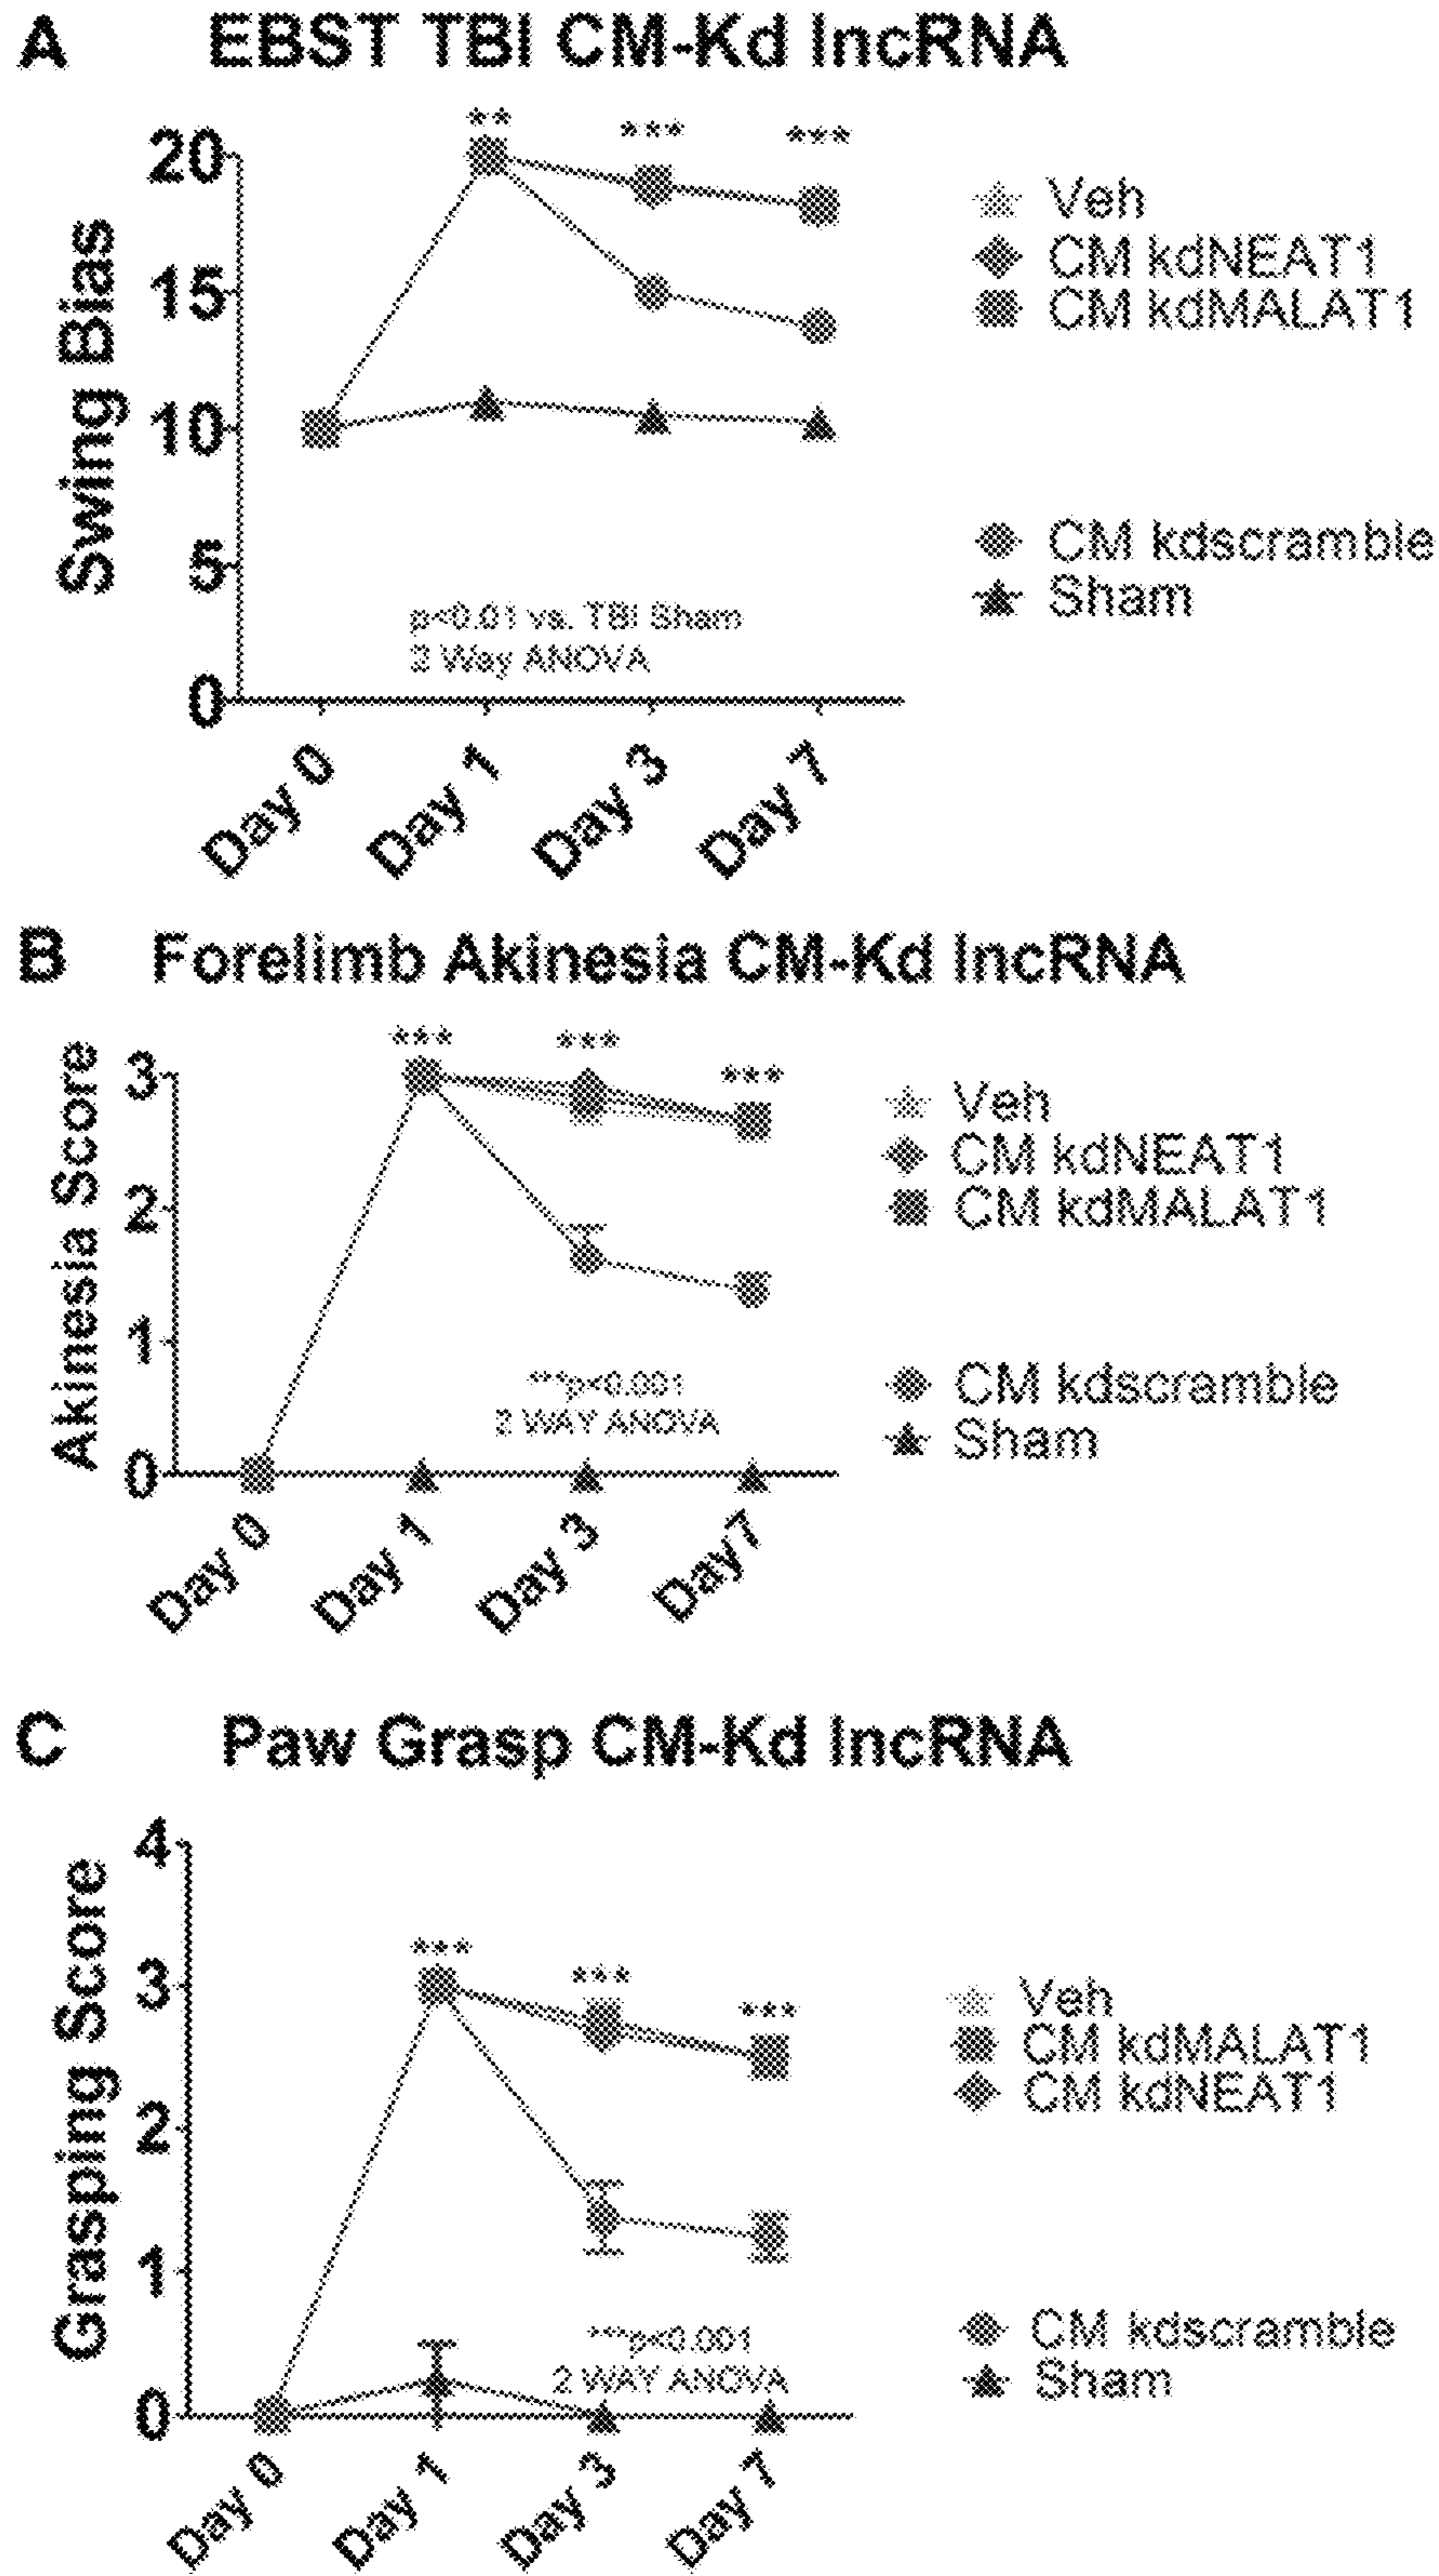 A EBST TBI CM-Kd lncRNA
** *** ***
20
15
10
5
0
Swing Bias
Veh
CM kdNEAT1
CM kdMALAT1
CM kdscramble
Sham
p<0.01 vs. TBI Sham
2 Way ANOVA
Day 0 Day 1 Day 3 Day 7
B Forelimb Akinesia CM-Kd lncRNA
*** *** ***
3
2
1
0
Akinesia Score
Veh
CM kdNEAT1
CM kdMALAT1
CM kdscramble
Sham
***p<0.001
2 WAY ANOVA
Day 0 Day 1 Day 3 Day7
C Paw Grasp CM-Kd lncRNA
4
3
2
1
0
Grasping Score
*** *** ***
Veh
CM kdMALAT1
CM kdNEAT1
CM kdscramble
Sham
***p<0.001
2 WAY ANOVA
Day 0 Day 1 Day 3 Day 7